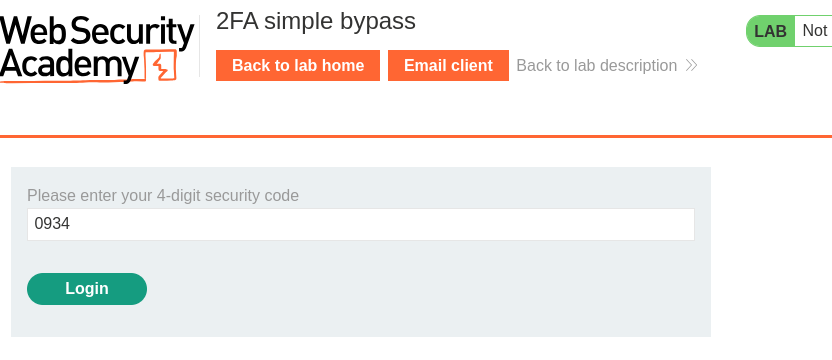 Web Security
Academy
2FA simple bypass
LAB Not
Back to lab home Email client Back to lab description
Please enter your 4-digit security code
0934
Login